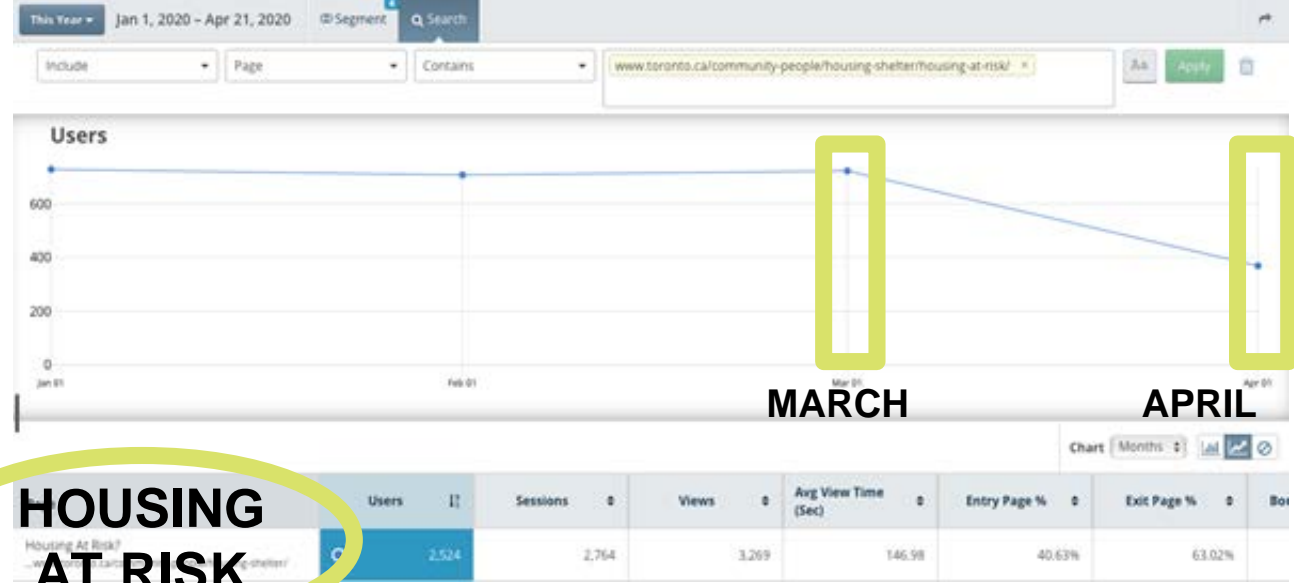 This Year Jan 1, 2020 – Apr 21, 2020 Segment Search
Include Page Contains www.toronto.ca/community-people/housing-shelter/housing-at-risk/ × Aa Apply
Users
600
400
200
0
Jan 01 Feb 01 Mar 01 Apr 01
MARCH APRIL
Chart Months
Users Sessions Views Avg View Time (Sec) Entry Page % Exit Page %
HOUSING
AT RISK
Housing At Risk? 2,524 2,764 3,269 146.98 40.63% 63.02%